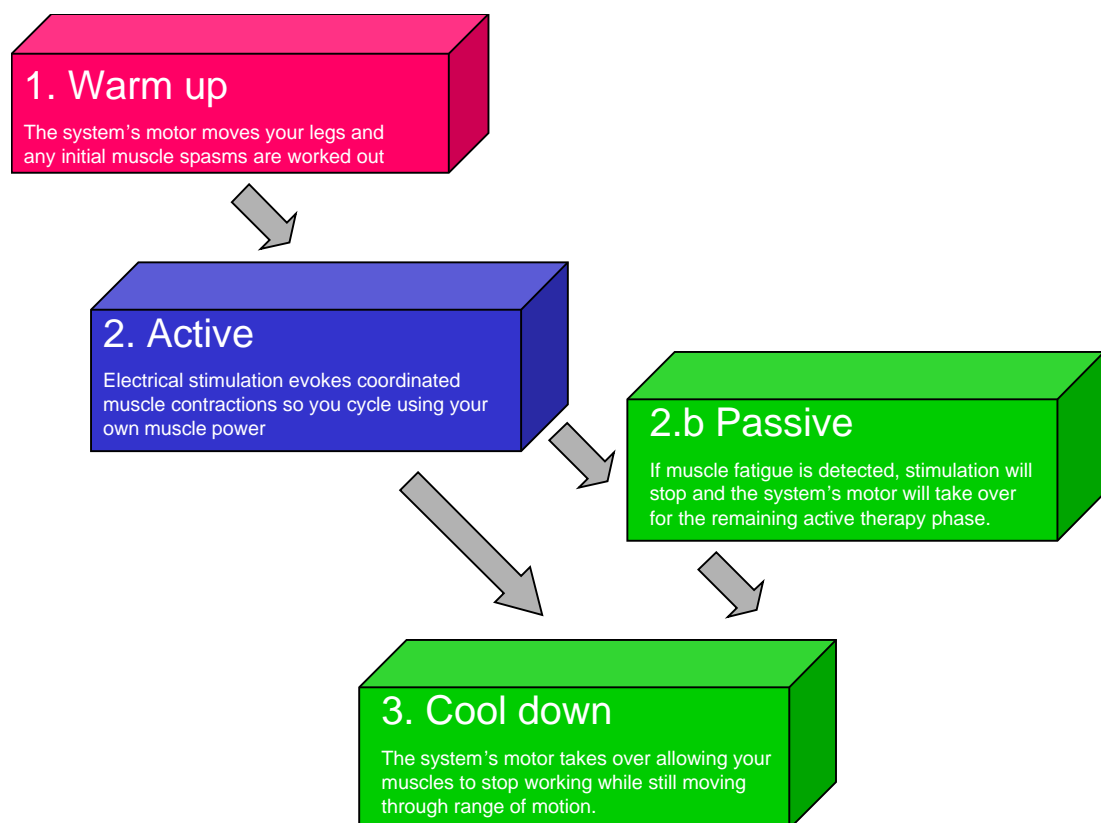 1. Warm up
The system's motor moves your legs and
any initial muscle spasms are worked out
2. Active
Electrical stimulation evokes coordinated
muscle contractions so you cycle using your
own muscle power
2.b Passive
If muscle fatigue is detected, stimulation will
stop and the system's motor will take over
for the remaining active therapy phase.
3. Cool down
The system's motor takes over allowing your
muscles to stop working while still moving
through range of motion.